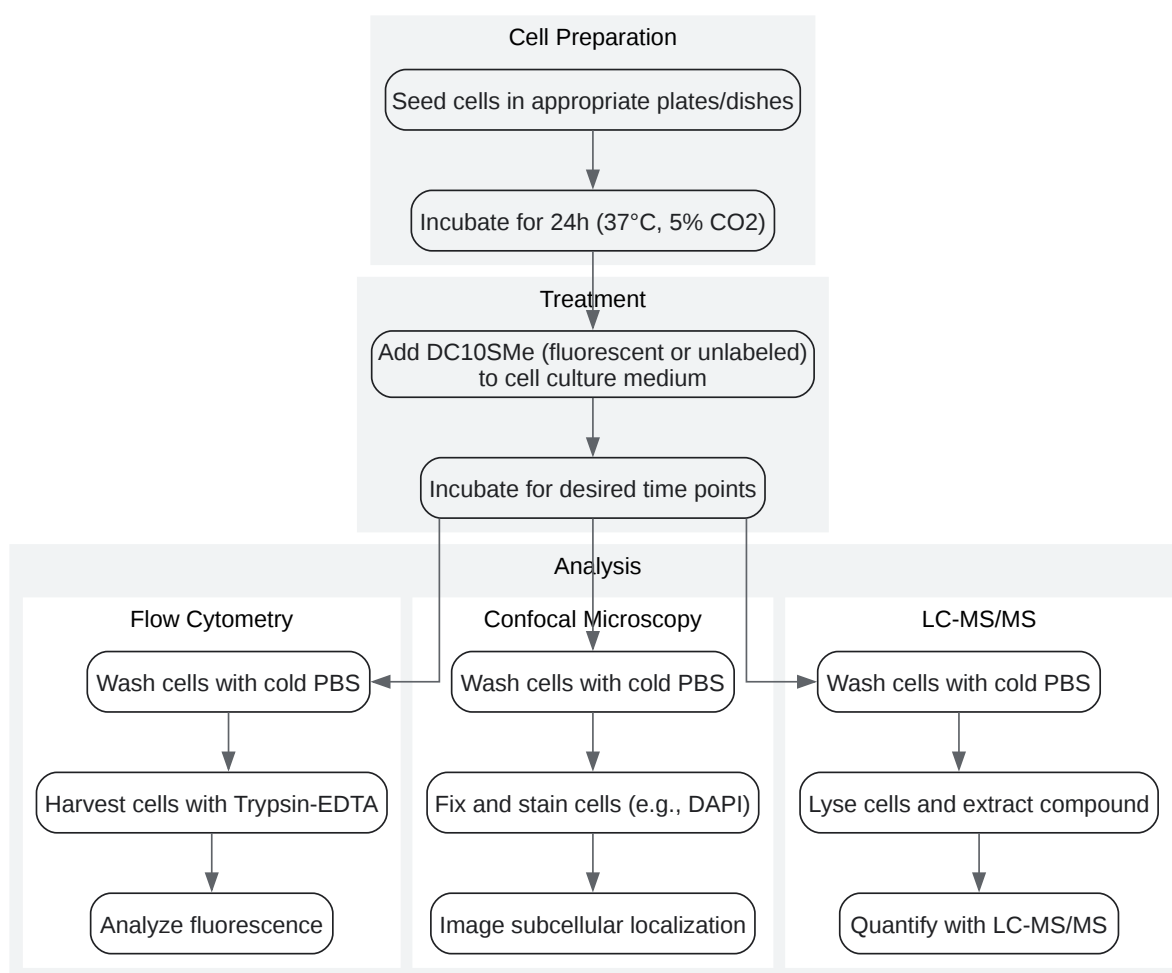 Cell Preparation
Seed cells in appropriate plates/dishes
Incubate for 24h (37°C, 5% CO2)
Treatment
Add DC10SMe (fluorescent or unlabeled)
to cell culture medium
Incubate for desired time points
Analysis
Flow Cytometry
Wash cells with cold PBS
Harvest cells with Trypsin-EDTA
Analyze fluorescence
Confocal Microscopy
Wash cells with cold PBS
Fix and stain cells (e.g., DAPI)
Image subcellular localization
LC-MS/MS
Wash cells with cold PBS
Lyse cells and extract compound
Quantify with LC-MS/MS